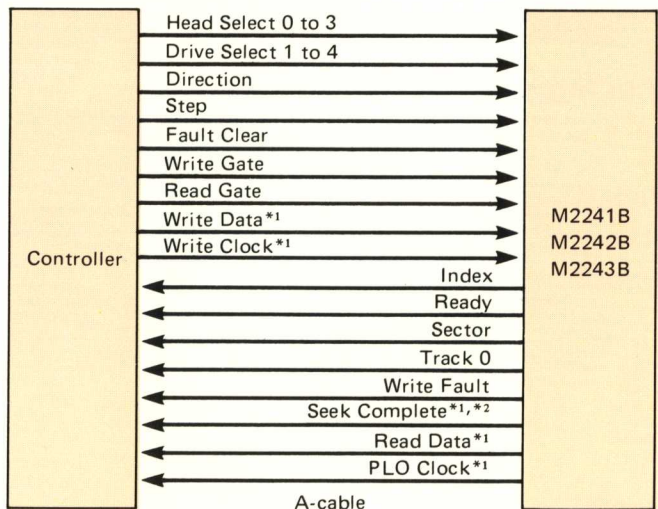 Head Select 0 to 3
Drive Select 1 to 4
Direction
Step
Fault Clear
Write Gate
Read Gate
Write Data*1
Write Clock*1
Controller
M2241B
M2242B
M2243B
Index
Ready
Sector
Track 0
Write Fault
Seek Complete*1,*2
Read Data*1
PLO Clock*1
A-cable